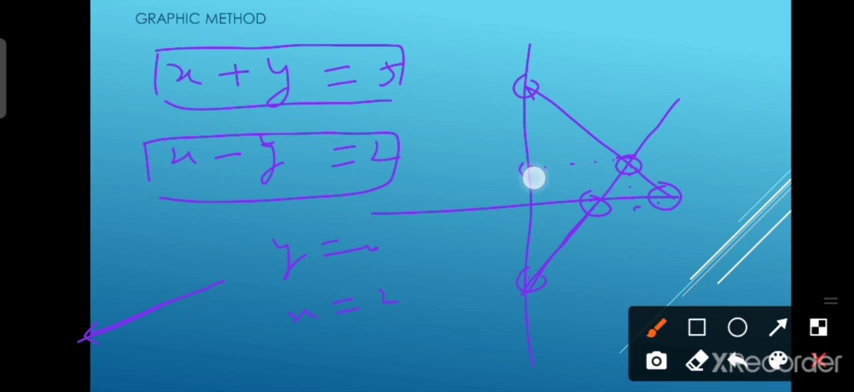 GRAPHIC METHOD
x + y = 5
x - y = 2
y =
x = 2
XRecorder